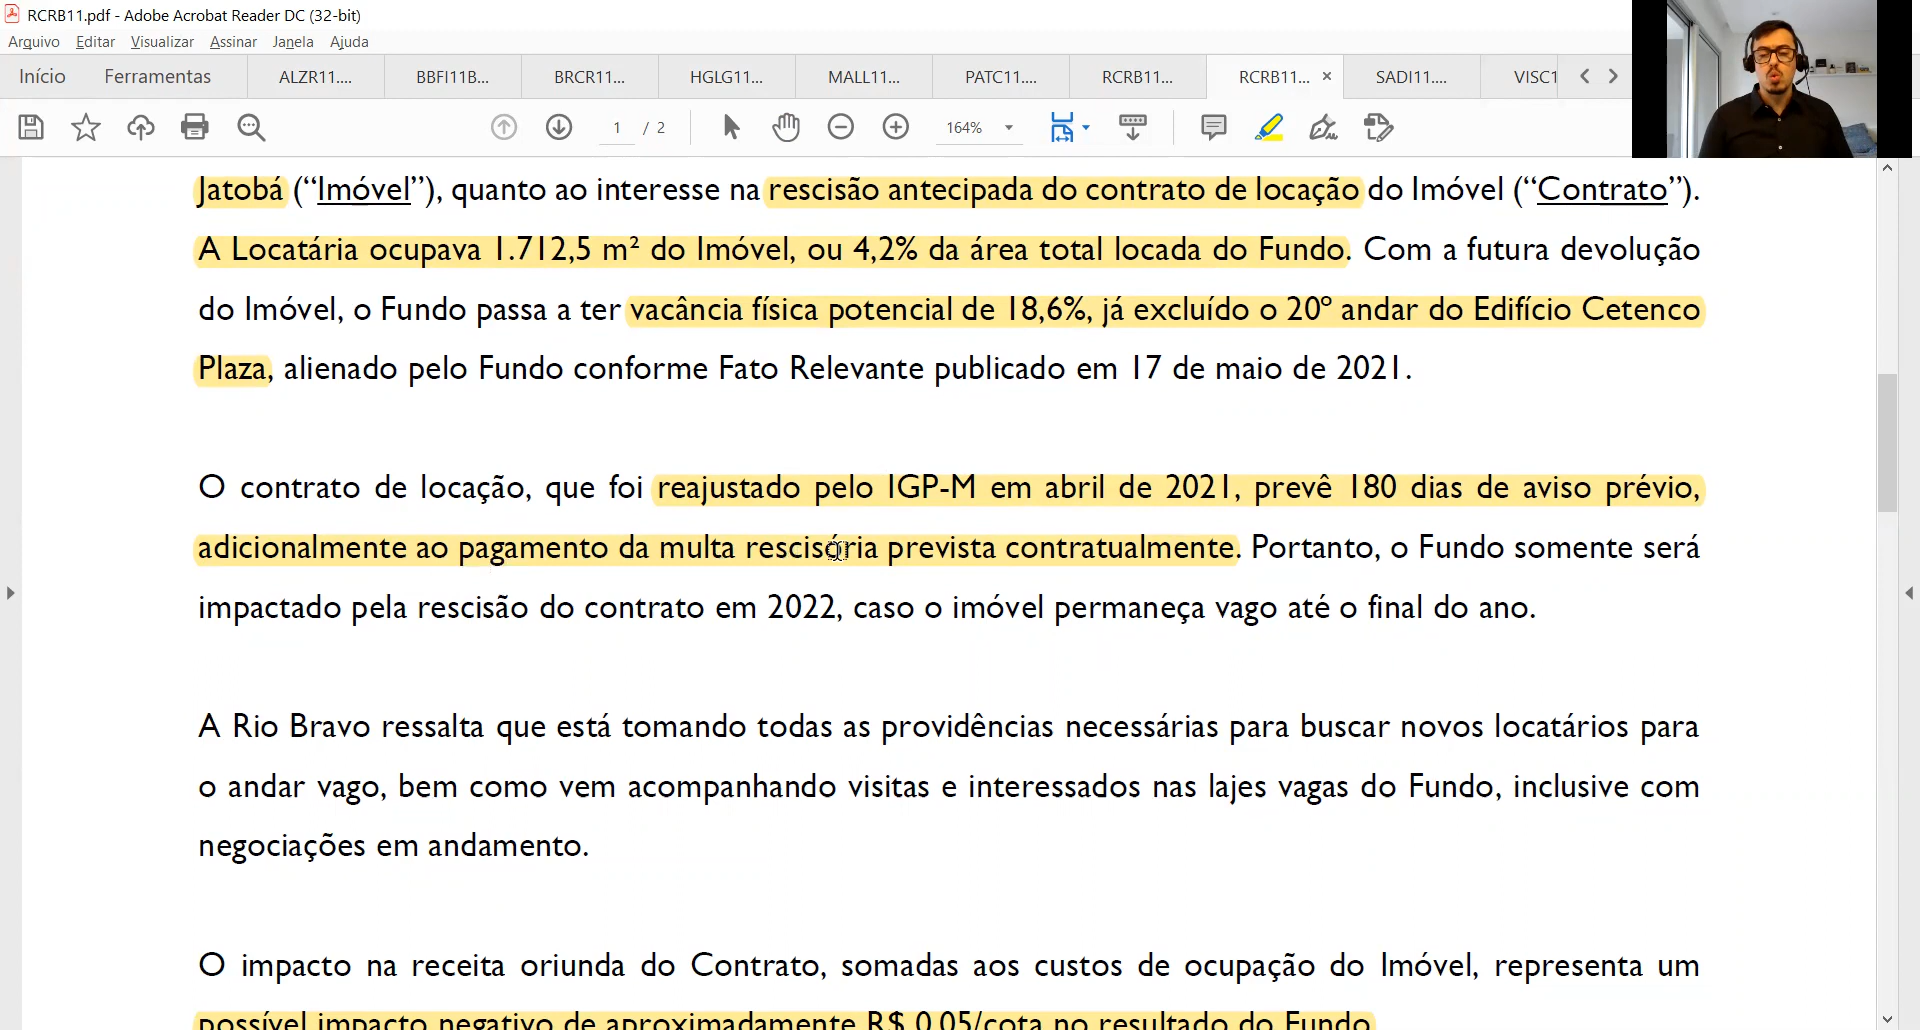 RCRB11.pdf - Adobe Acrobat Reader DC (32-bit)
Arquivo Editar Visualizar Assinar Janela Ajuda
Início Ferramentas ALZR11.... BBFI11B... BRCR11... HGLG11... MALL11... PATC11.... RCRB11... RCRB11... × SADI11.... VISC1
1 / 2 164%
Jatobá (“Imóvel”), quanto ao interesse na rescisão antecipada do contrato de locação do Imóvel (“Contrato”).
A Locatária ocupava 1.712,5 m² do Imóvel, ou 4,2% da área total locada do Fundo. Com a futura devolução
do Imóvel, o Fundo passa a ter vacância física potencial de 18,6%, já excluído o 20º andar do Edifício Cetenco
Plaza, alienado pelo Fundo conforme Fato Relevante publicado em 17 de maio de 2021.
O contrato de locação, que foi reajustado pelo IGP-M em abril de 2021, prevê 180 dias de aviso prévio,
adicionalmente ao pagamento da multa rescisória prevista contratualmente. Portanto, o Fundo somente será
impactado pela rescisão do contrato em 2022, caso o imóvel permaneça vago até o final do ano.
A Rio Bravo ressalta que está tomando todas as providências necessárias para buscar novos locatários para
o andar vago, bem como vem acompanhando visitas e interessados nas lajes vagas do Fundo, inclusive com
negociações em andamento.
O impacto na receita oriunda do Contrato, somadas aos custos de ocupação do Imóvel, representa um
possível impacto negativo de aproximadamente R$ 0,05/cota no resultado do Fundo